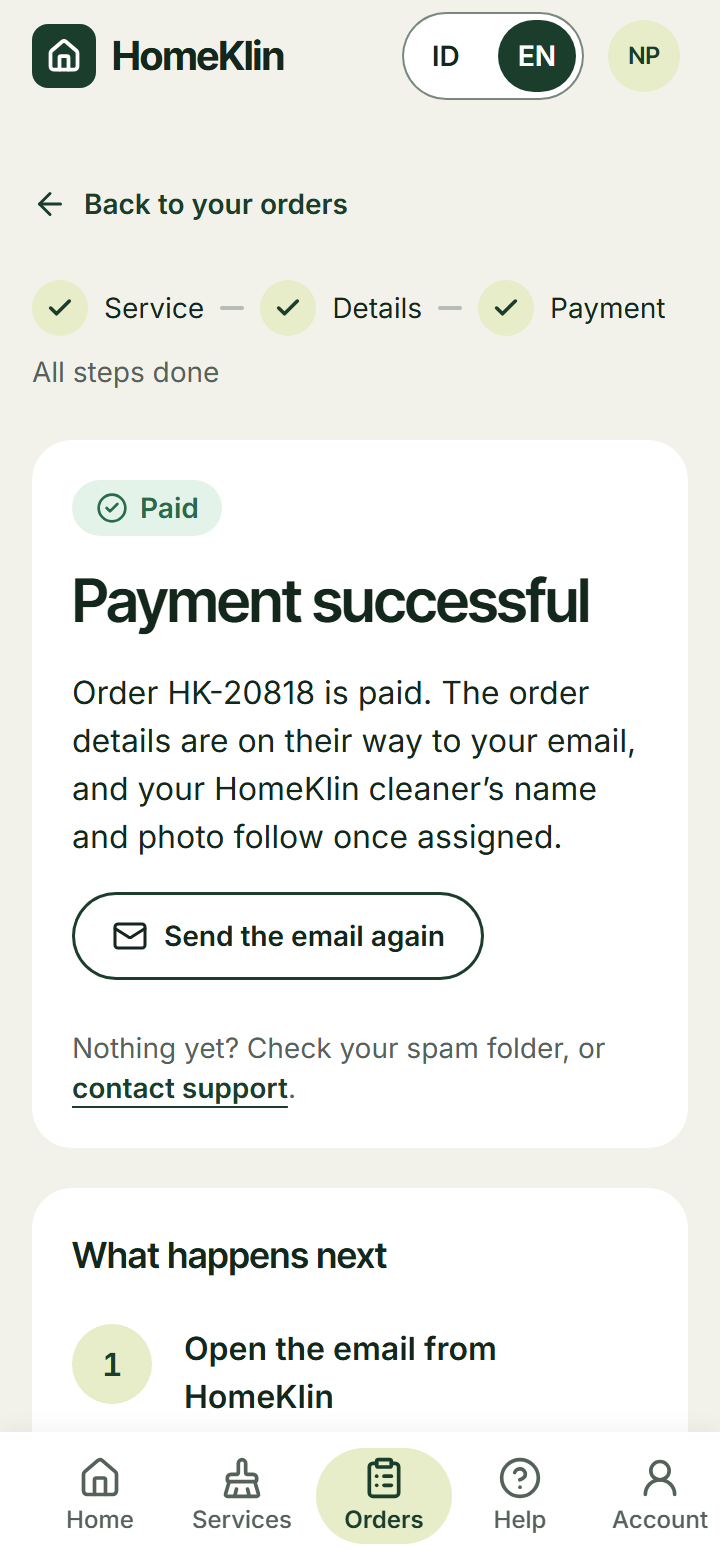 HomeKlin
ID
EN
NP
Back to your orders
Service
Details
Payment
All steps done
Paid
Payment successful
Order HK-20818 is paid. The order
details are on their way to your email,
and your HomeKlin cleaner’s name
and photo follow once assigned.
Send the email again
Nothing yet? Check your spam folder, or
contact support.
What happens next
1
Open the email from
HomeKlin
Home
Services
Orders
Help
Account